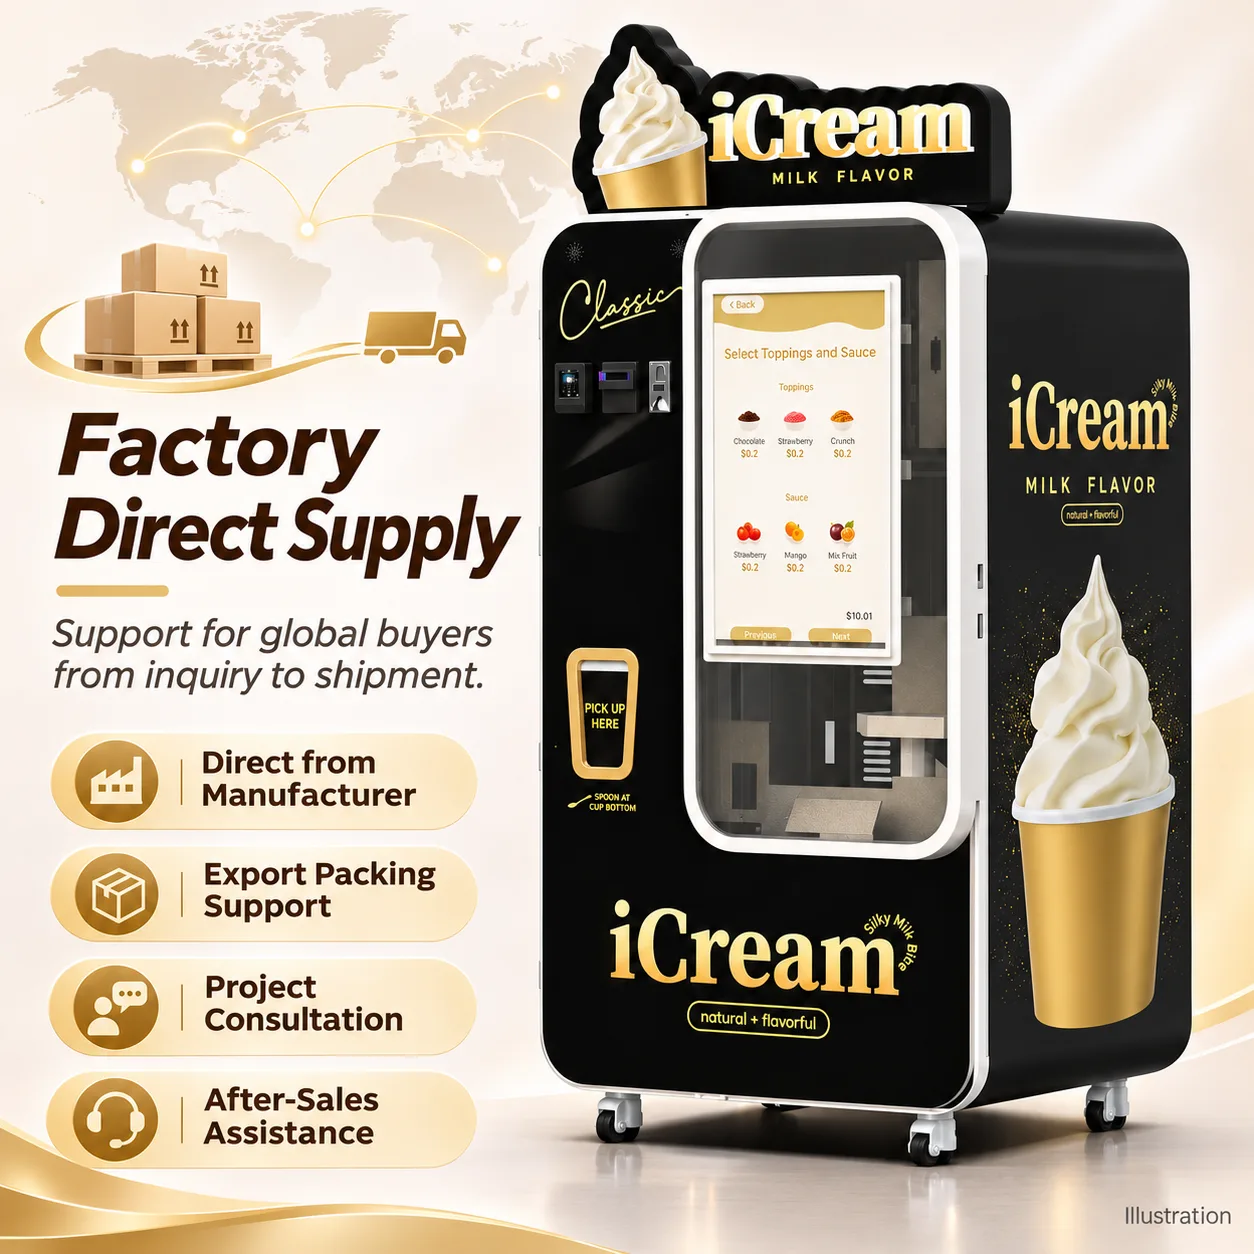 iCream
MILK FLAVOR
Classic
‹ Back
Select Toppings and Sauce
Toppings
Chocolate Strawberry Crunch
$0.2 $0.2 $0.2
Sauce
Strawberry Mango Mix Fruit
$0.2 $0.2 $0.2
$10.01
Previous Next
PICK UP
HERE
SPOON AT
CUP BOTTOM
iCream
Silky Milk Bite
natural + flavorful
iCream
Silky Milk Bite
MILK FLAVOR
natural + flavorful
Factory
Direct Supply
Support for global buyers
from inquiry to shipment.
Direct from
Manufacturer
Export Packing
Support
Project
Consultation
After-Sales
Assistance
Illustration